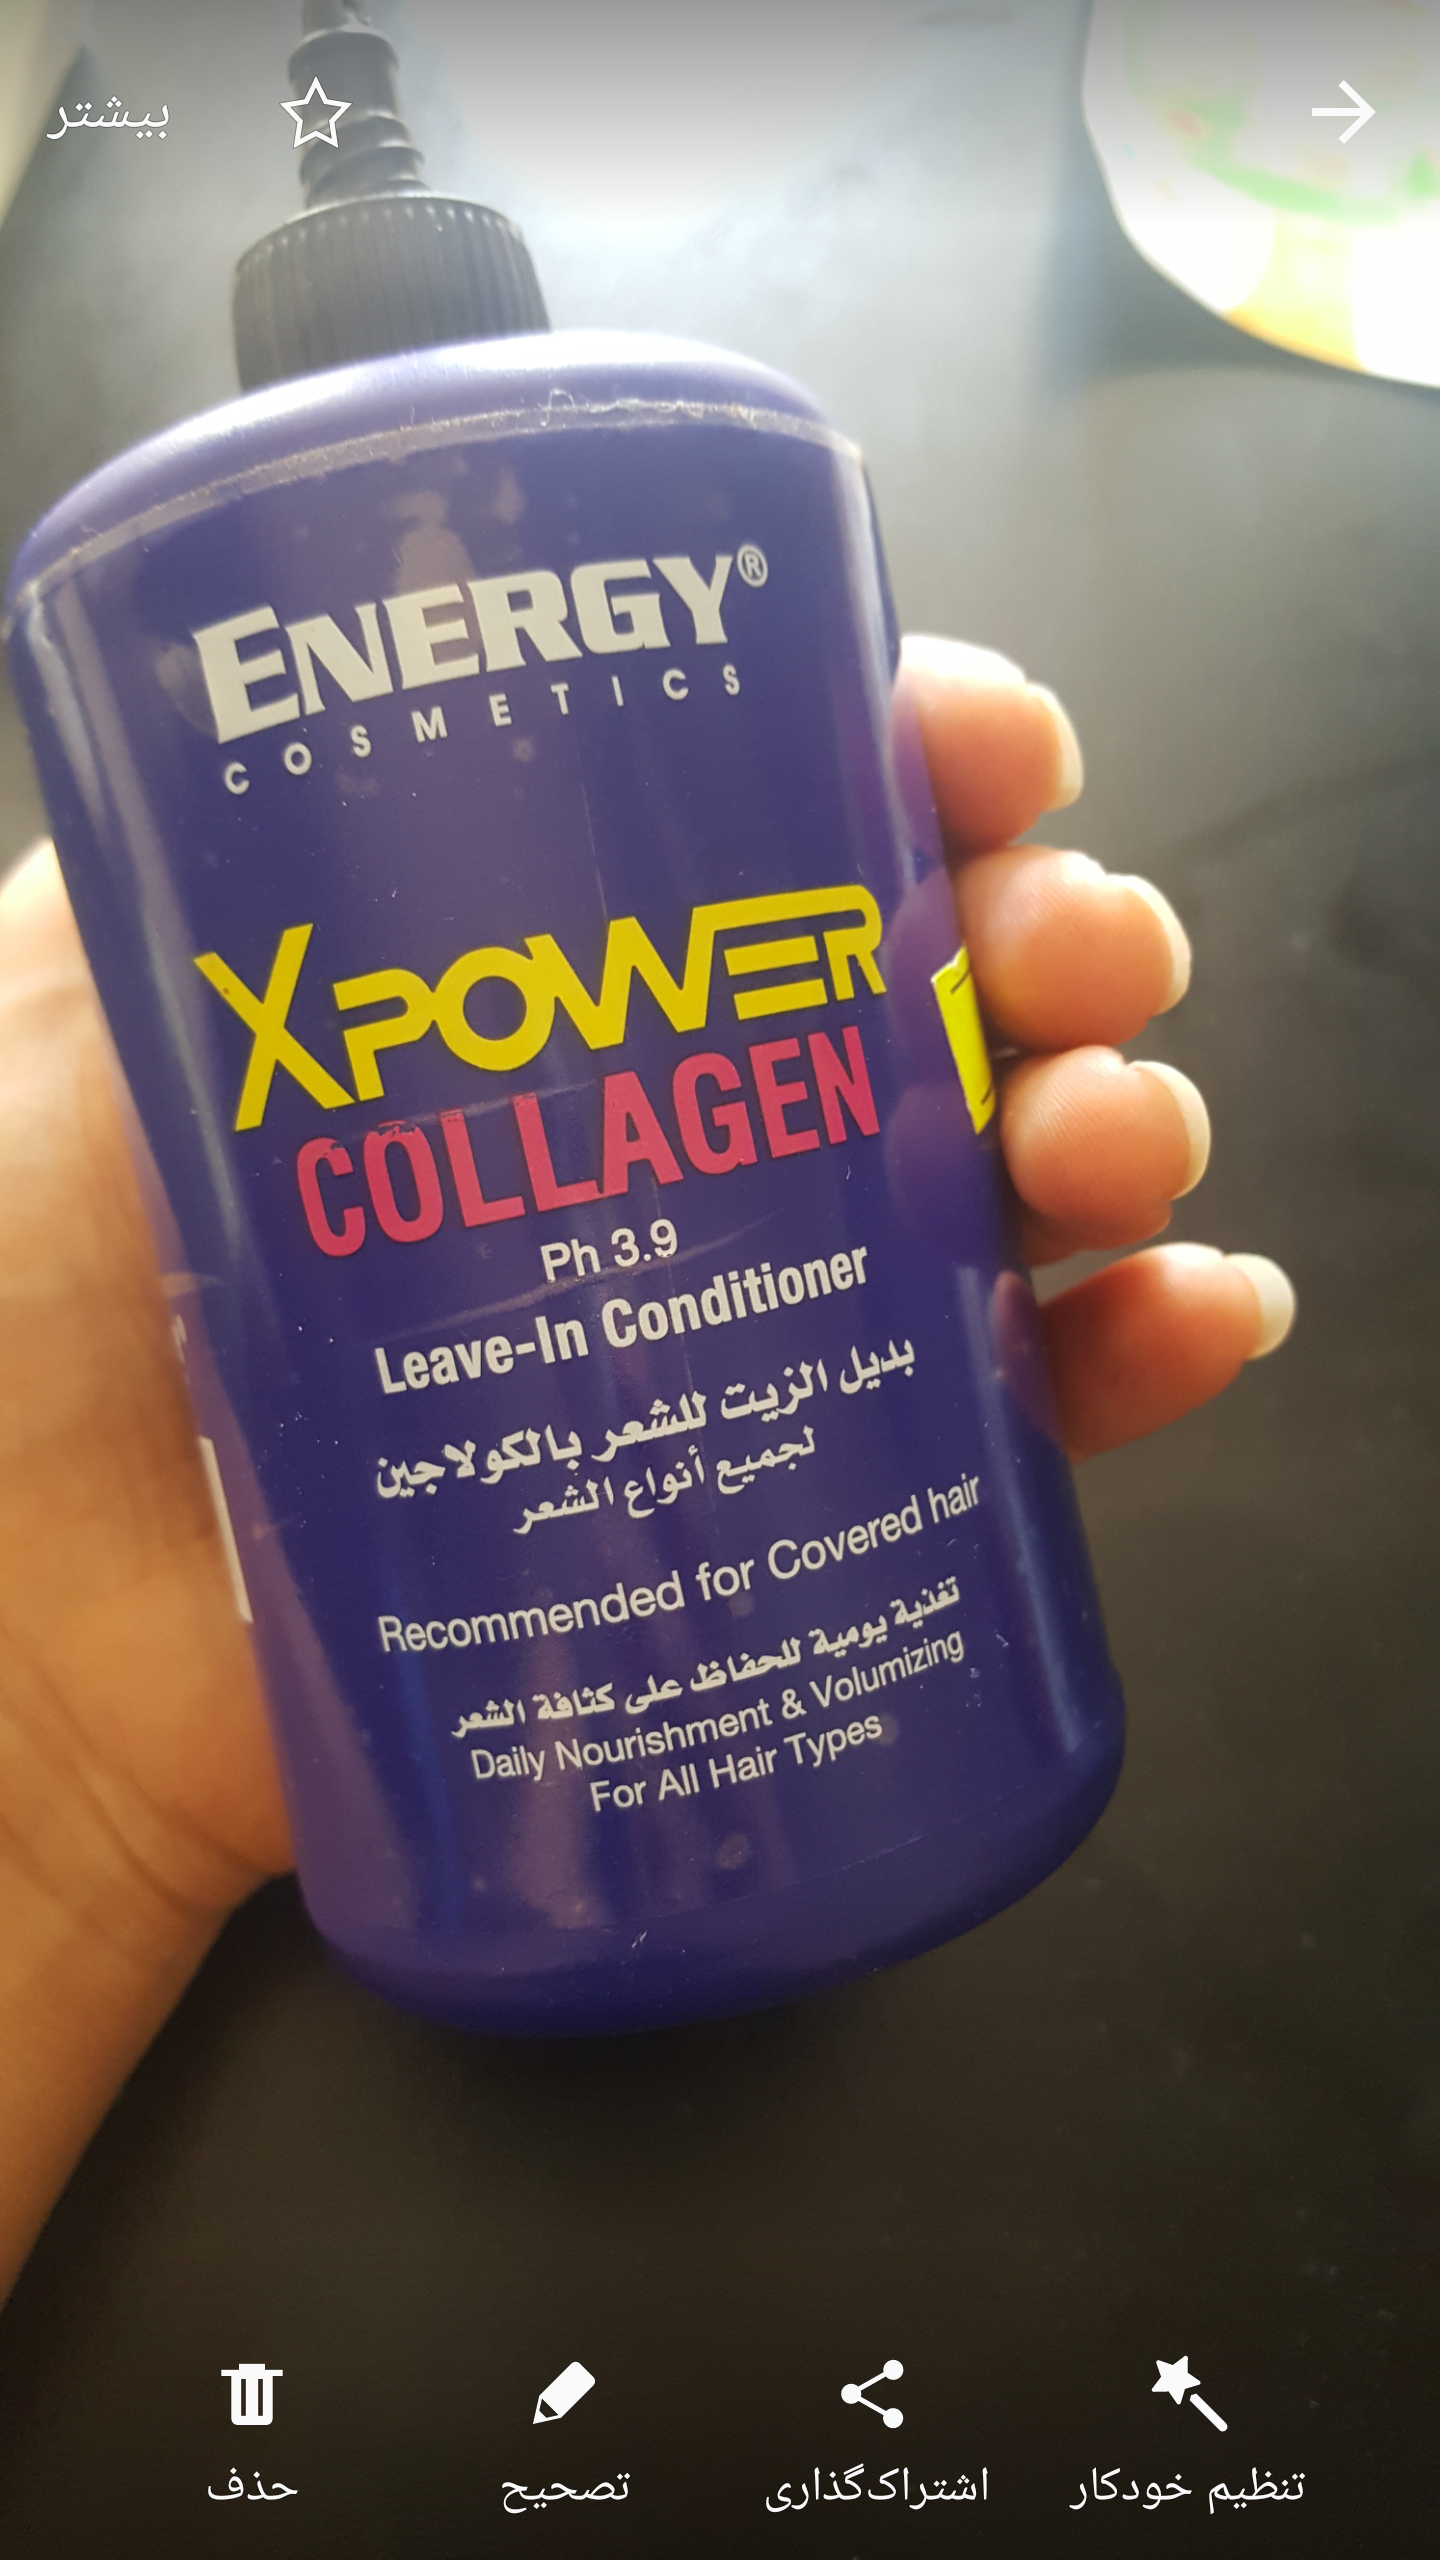 بیشتر
ENERGY®
COSMETICS
XPOWER
COLLAGEN
Ph 3.9
Leave-In Conditioner
بديل الزيت للشعر بالكولاجين
لجميع أنواع الشعر
Recommended for Covered hair
تغذية يومية للحفاظ على كثافة الشعر
Daily Nourishment & Volumizing
For All Hair Types
تنظیم خودکار
اشتراک‌گذاری
تصحیح
حذف